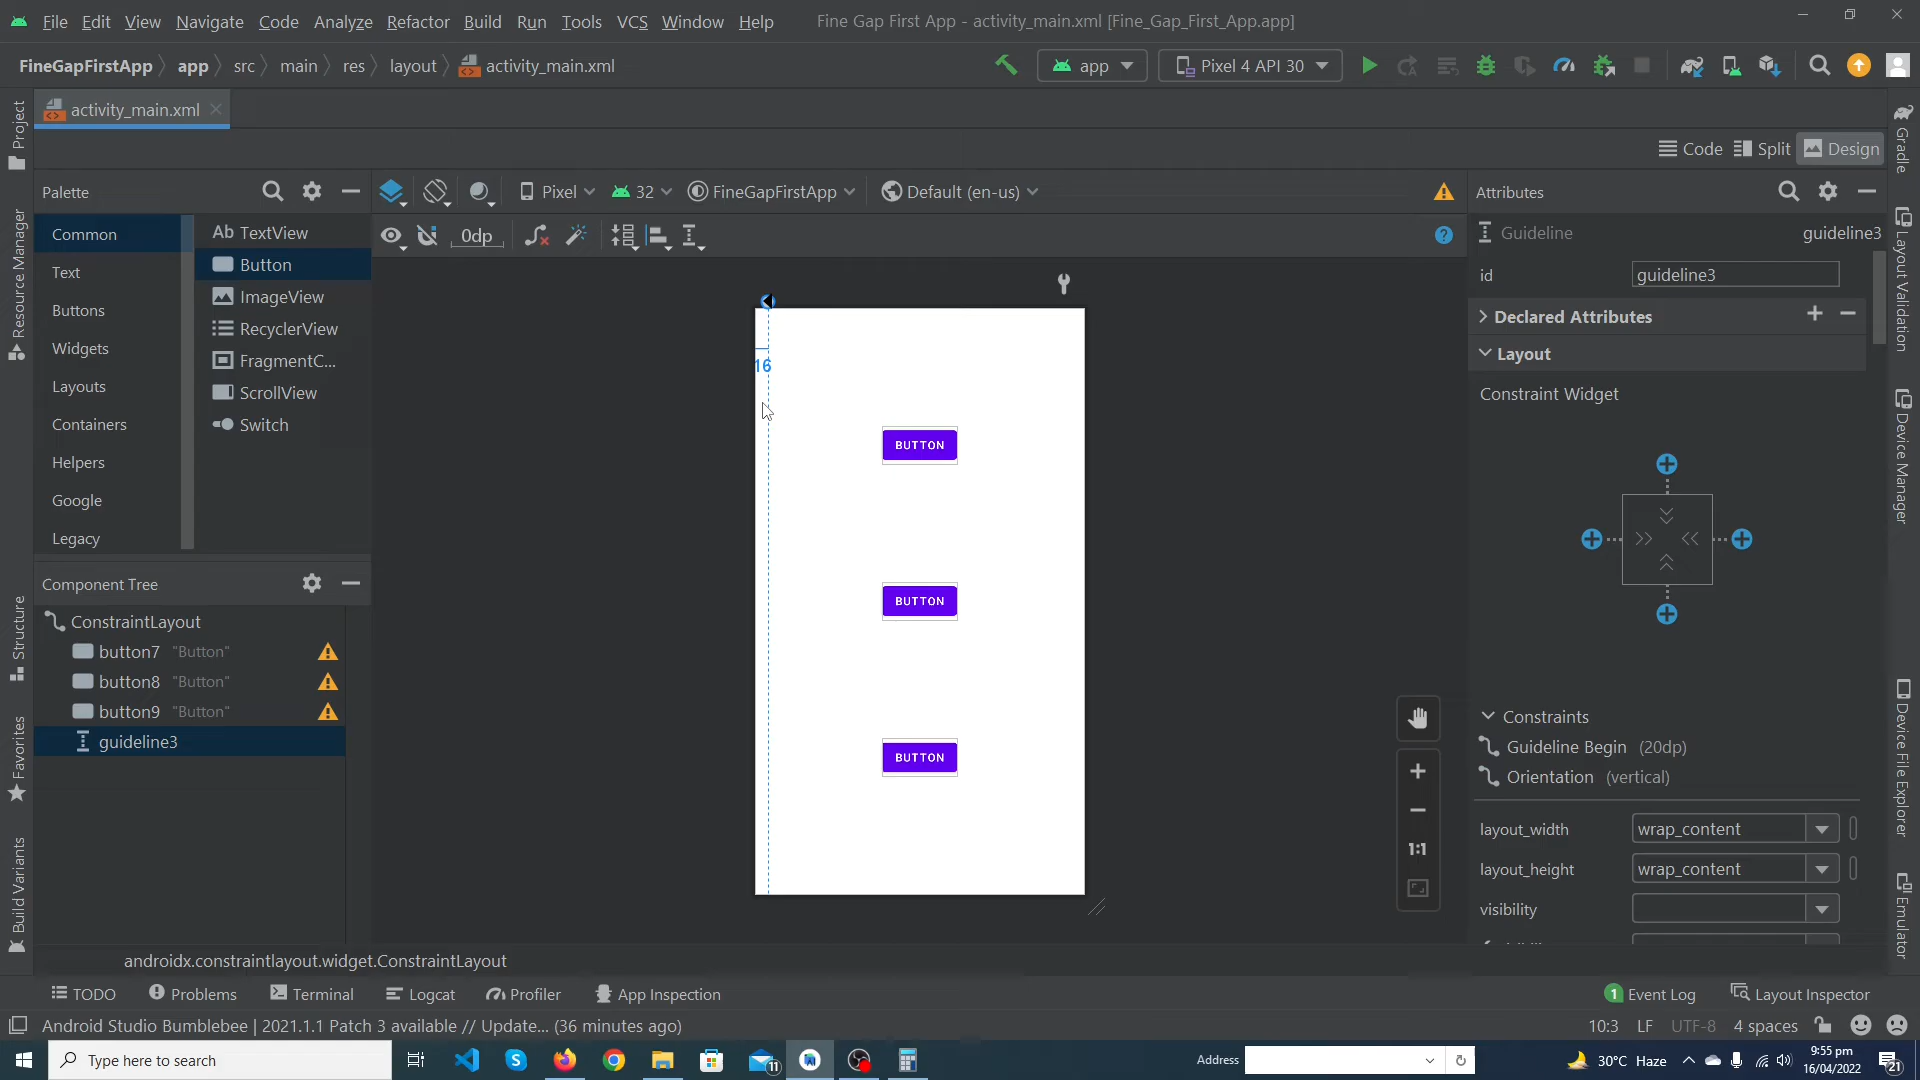 File Edit View Navigate Code Analyze Refactor Build Run Tools VCS Window Help Fine Gap First App - activity_main.xml [Fine_Gap_First_App.app]
FineGapFirstApp app src main res layout activity_main.xml app Pixel 4 API 30
activity_main.xml
Code Split Design
Palette Pixel 32 FineGapFirstApp Default (en-us) Attributes
0dp
Common
Text
Buttons
Widgets
Layouts
Containers
Helpers
Google
Legacy
Ab TextView
Button
ImageView
RecyclerView
FragmentC...
ScrollView
Switch
Component Tree
ConstraintLayout
button7 "Button"
button8 "Button"
button9 "Button"
guideline3
16
BUTTON
BUTTON
BUTTON
1:1
Guideline guideline3
id guideline3
Declared Attributes
Layout
Constraint Widget
Constraints
Guideline Begin (20dp)
Orientation (vertical)
layout_width wrap_content
layout_height wrap_content
visibility
Project
Resource Manager
Structure
Favorites
Build Variants
Gradle
Layout Validation
Device Manager
Device File Explorer
Emulator
androidx.constraintlayout.widget.ConstraintLayout
TODO Problems Terminal Logcat Profiler App Inspection 1 Event Log Layout Inspector
Android Studio Bumblebee | 2021.1.1 Patch 3 available // Update... (36 minutes ago) 10:3 LF UTF-8 4 spaces
Type here to search 11 Address 30°C Haze 9:55 pm
16/04/2022
21